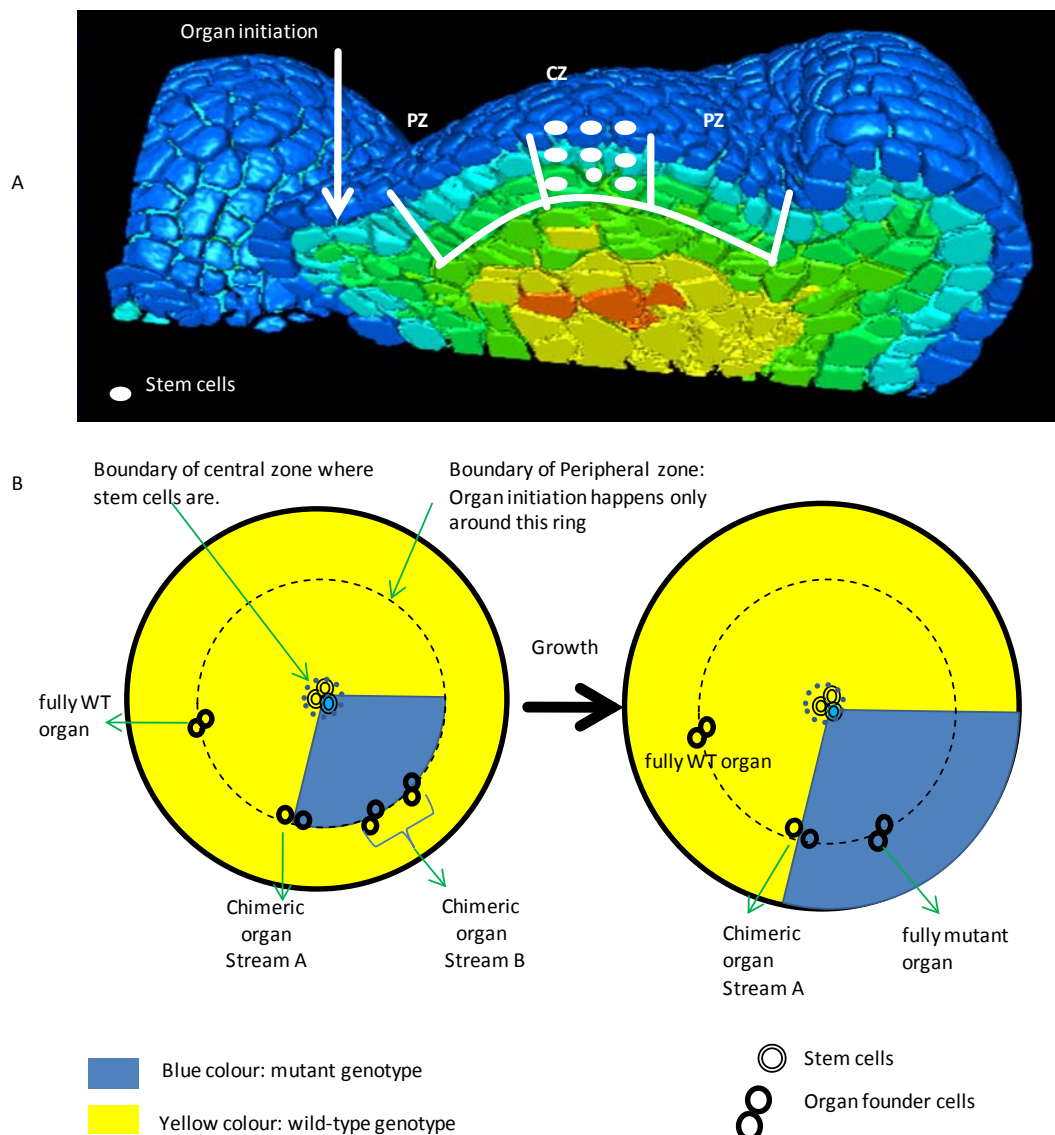 A
Organ initiation
CZ
PZ
PZ
Stem cells
B
Boundary of central zone where
stem cells are.
Boundary of Peripheral zone:
Organ initiation happens only
around this ring
fully WT
organ
Chimeric
organ
Stream A
Chimeric
organ
Stream B
Growth
fully WT organ
Chimeric
organ
Stream A
fully mutant
organ
Blue colour: mutant genotype
Yellow colour: wild-type genotype
Stem cells
Organ founder cells